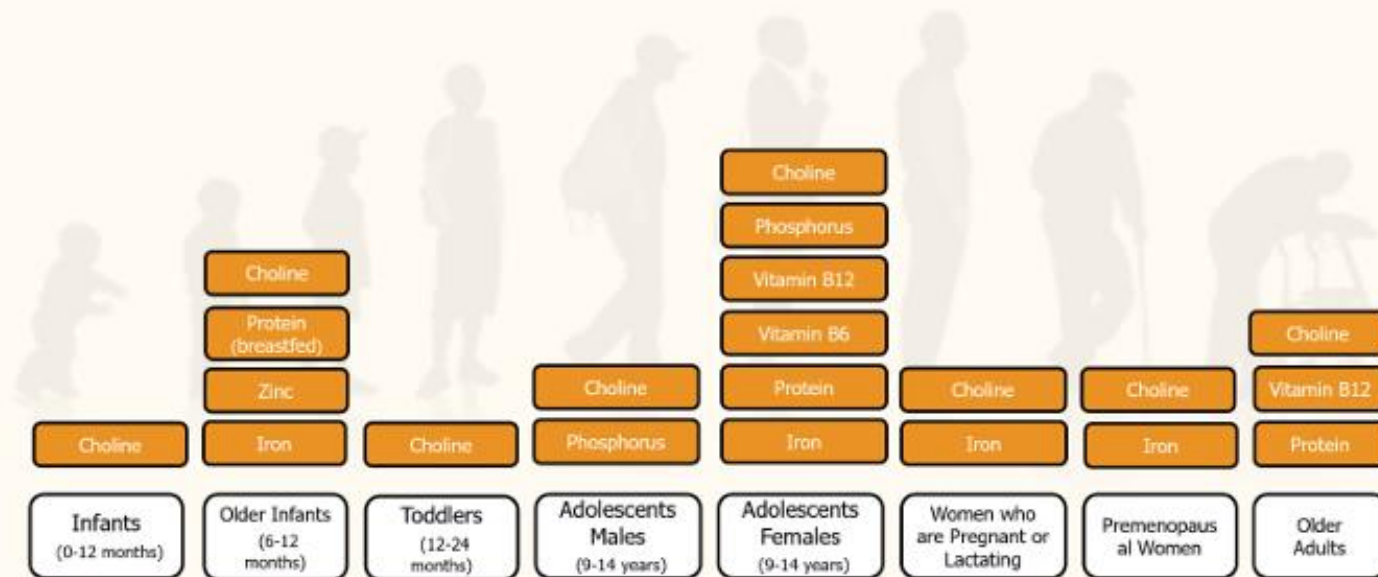 Choline
Infants
(0-12 months)
Choline
Protein
(breastfed)
Zinc
Iron
Older Infants
(6-12
months)
Choline
Toddlers
(12-24
months)
Choline
Phosphorus
Adolescents
Males
(9-14 years)
Choline
Phosphorus
Vitamin B12
Vitamin B6
Protein
Iron
Adolescents
Females
(9-14 years)
Choline
Iron
Women who
are Pregnant or
Lactating
Choline
Iron
Premenopaus
al Women
Choline
Vitamin B12
Protein
Older
Adults